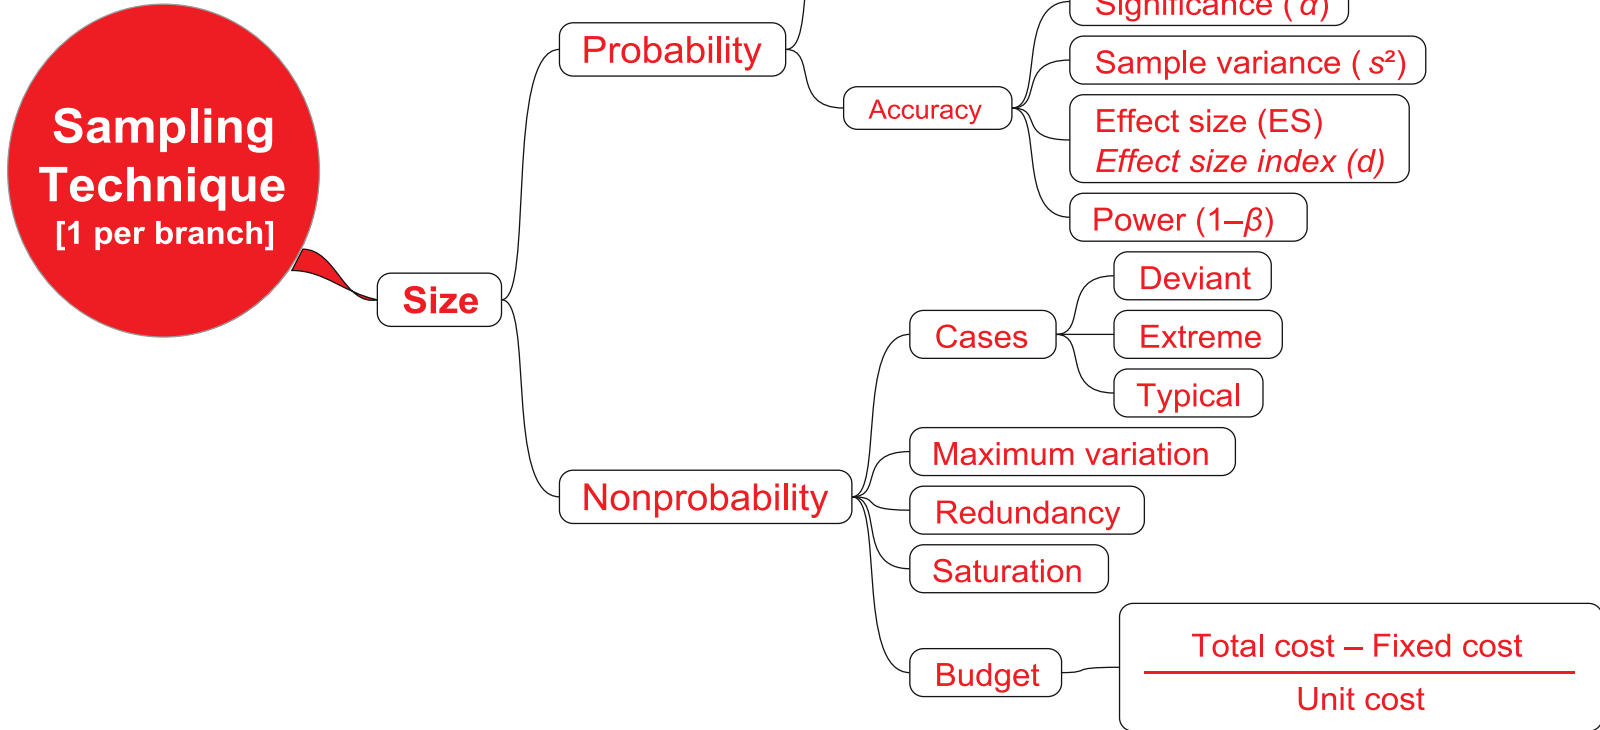 Sampling
Technique
[1 per branch]
Size
Probability
Accuracy
Significance (α)
Sample variance (s²)
Effect size (ES)
Effect size index (d)
Power (1–β)
Nonprobability
Cases
Deviant
Extreme
Typical
Maximum variation
Redundancy
Saturation
Budget
Total cost – Fixed cost
Unit cost